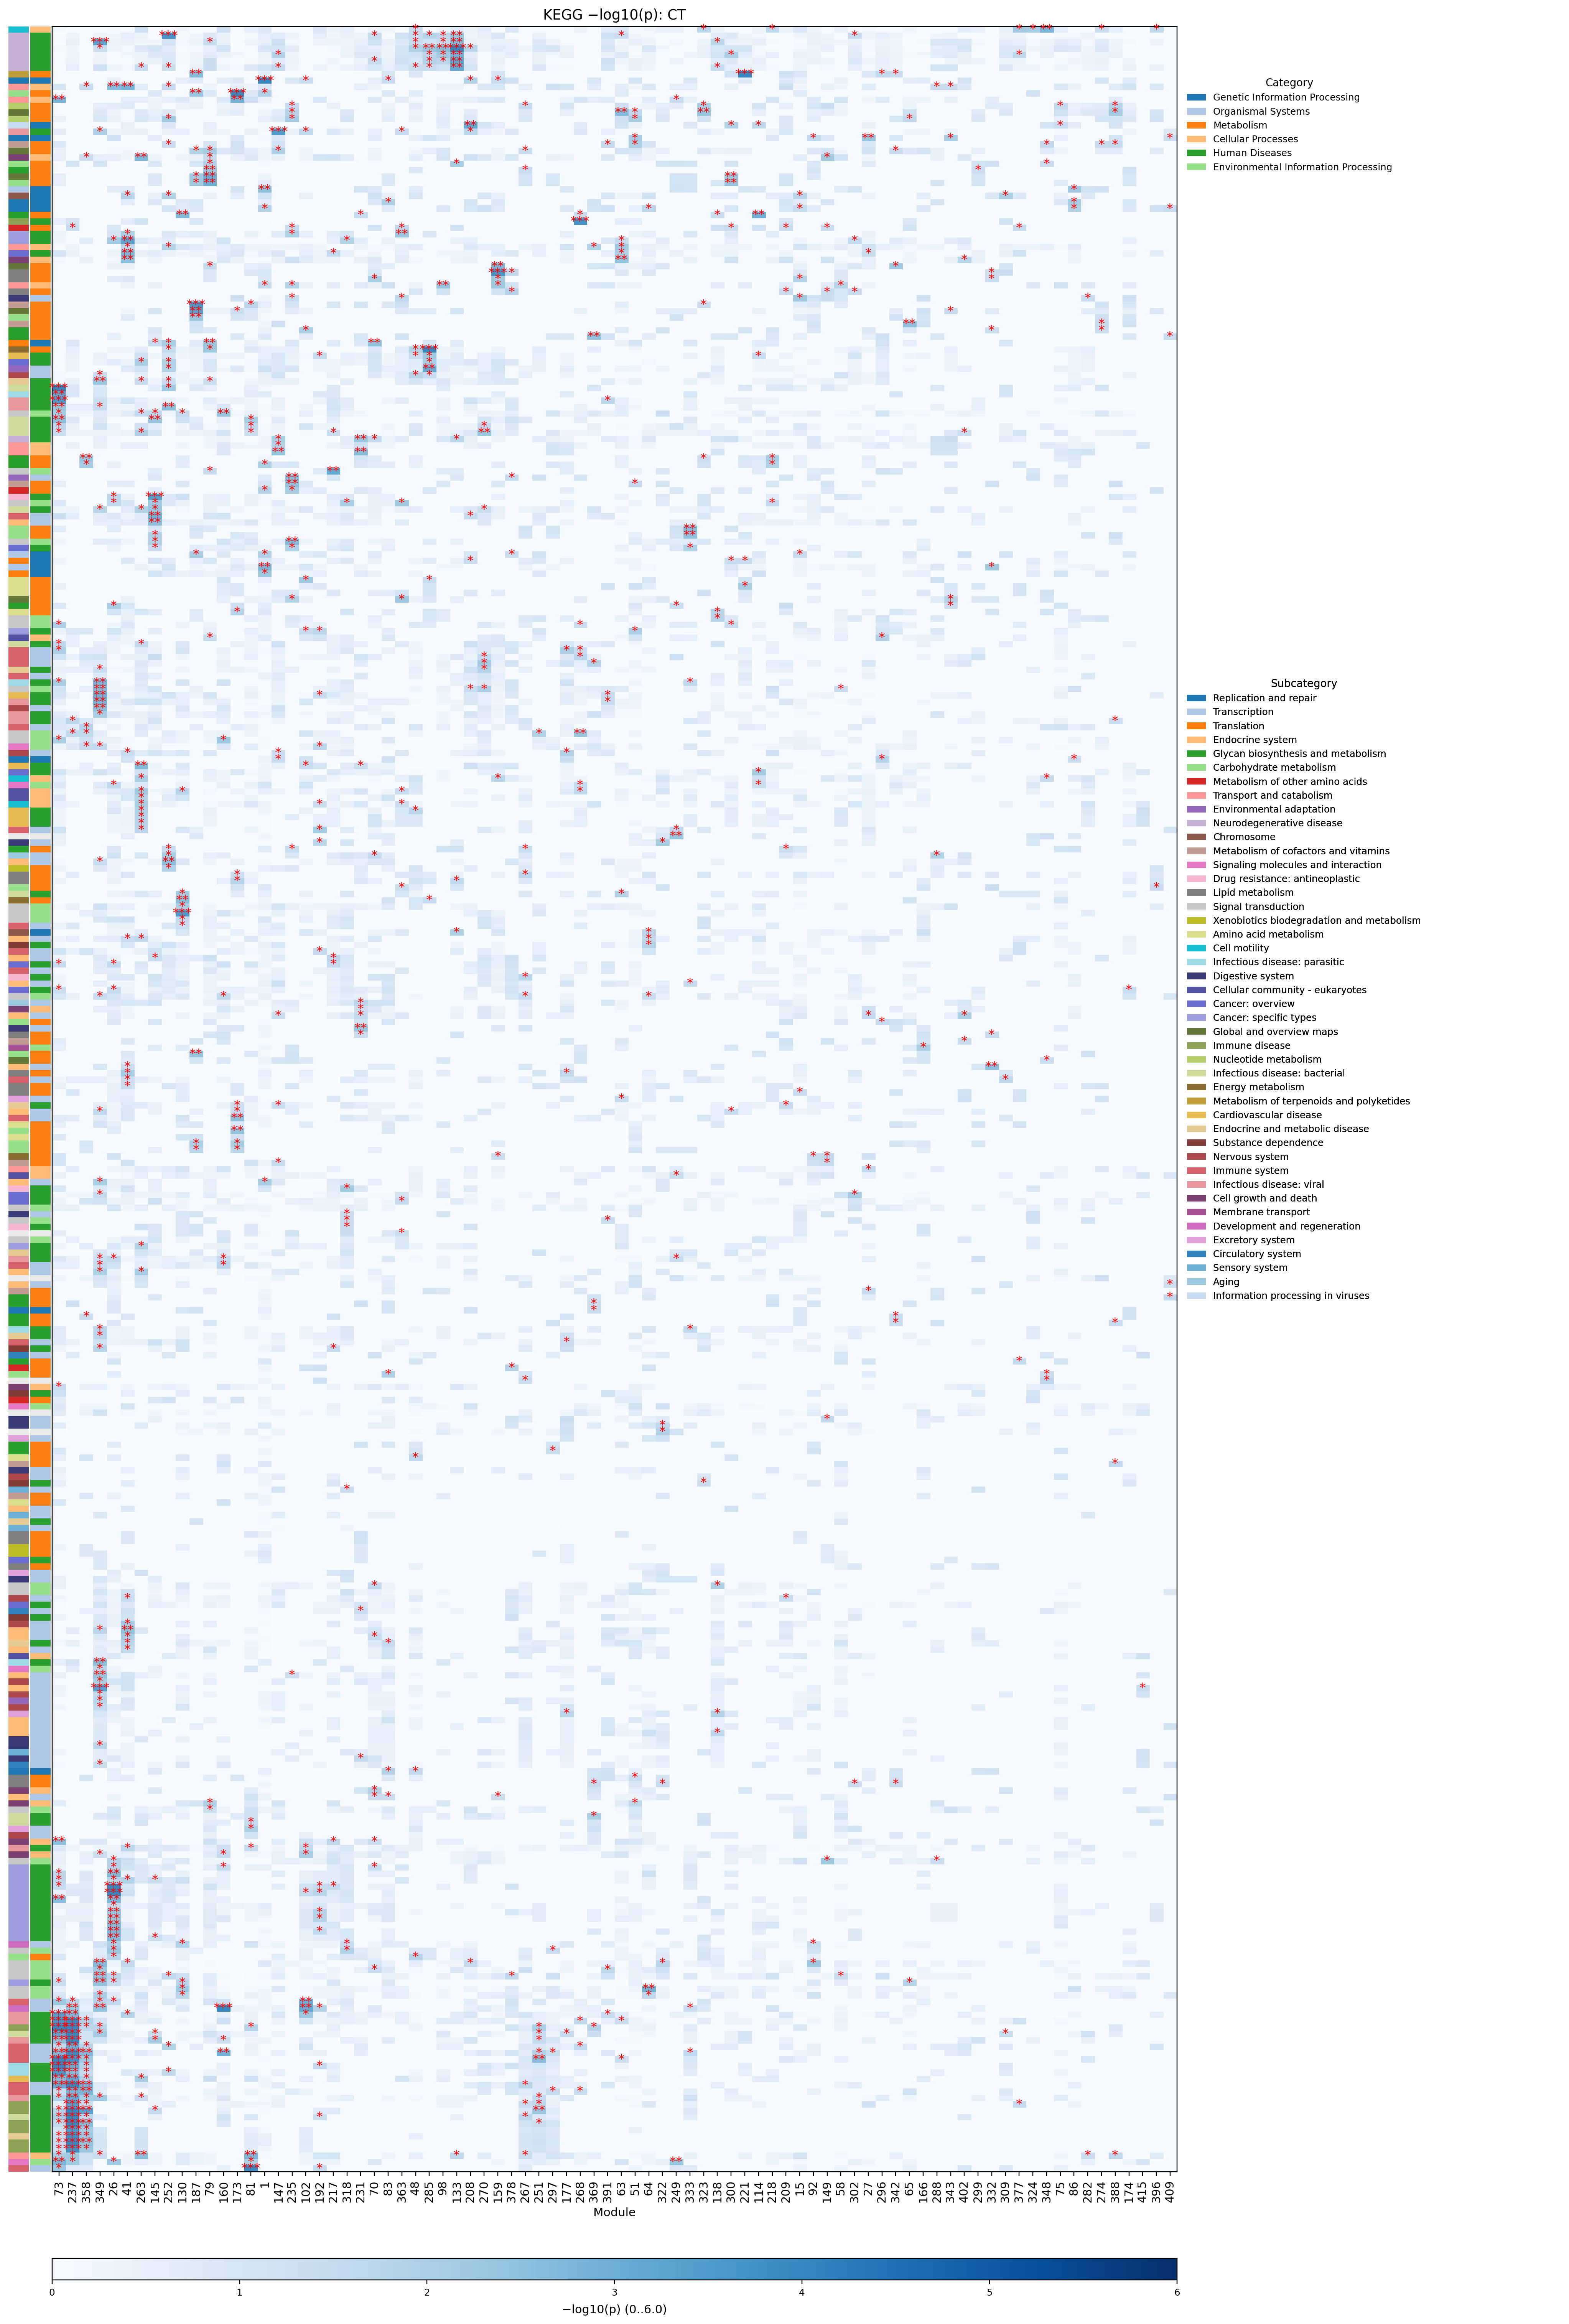 KEGG −log10(p): CT
Category
Genetic Information Processing
Organismal Systems
Metabolism
Cellular Processes
Human Diseases
Environmental Information Processing
Subcategory
Replication and repair
Transcription
Translation
Endocrine system
Glycan biosynthesis and metabolism
Carbohydrate metabolism
Metabolism of other amino acids
Transport and catabolism
Environmental adaptation
Neurodegenerative disease
Chromosome
Metabolism of cofactors and vitamins
Signaling molecules and interaction
Drug resistance: antineoplastic
Lipid metabolism
Signal transduction
Xenobiotics biodegradation and metabolism
Amino acid metabolism
Cell motility
Infectious disease: parasitic
Digestive system
Cellular community - eukaryotes
Cancer: overview
Cancer: specific types
Global and overview maps
Immune disease
Nucleotide metabolism
Infectious disease: bacterial
Energy metabolism
Metabolism of terpenoids and polyketides
Cardiovascular disease
Endocrine and metabolic disease
Substance dependence
Nervous system
Immune system
Infectious disease: viral
Cell growth and death
Membrane transport
Development and regeneration
Excretory system
Circulatory system
Sensory system
Aging
Information processing in viruses
73 237 358 349 26 41 263 145 252 130 187 79 160 173 81 1 147 235 102 192 217 318 231 70 83 363 48 285 98 133 208 270 159 378 267 251 297 177 268 369 391 63 51 64 322 249 333 323 138 300 221 114 218 209 15 92 149 58 302 27 296 342 65 166 288 343 402 299 332 309 377 324 348 75 86 282 274 388 174 415 396 409
Module
0 1 2 3 4 5 6
−log10(p) (0..6.0)